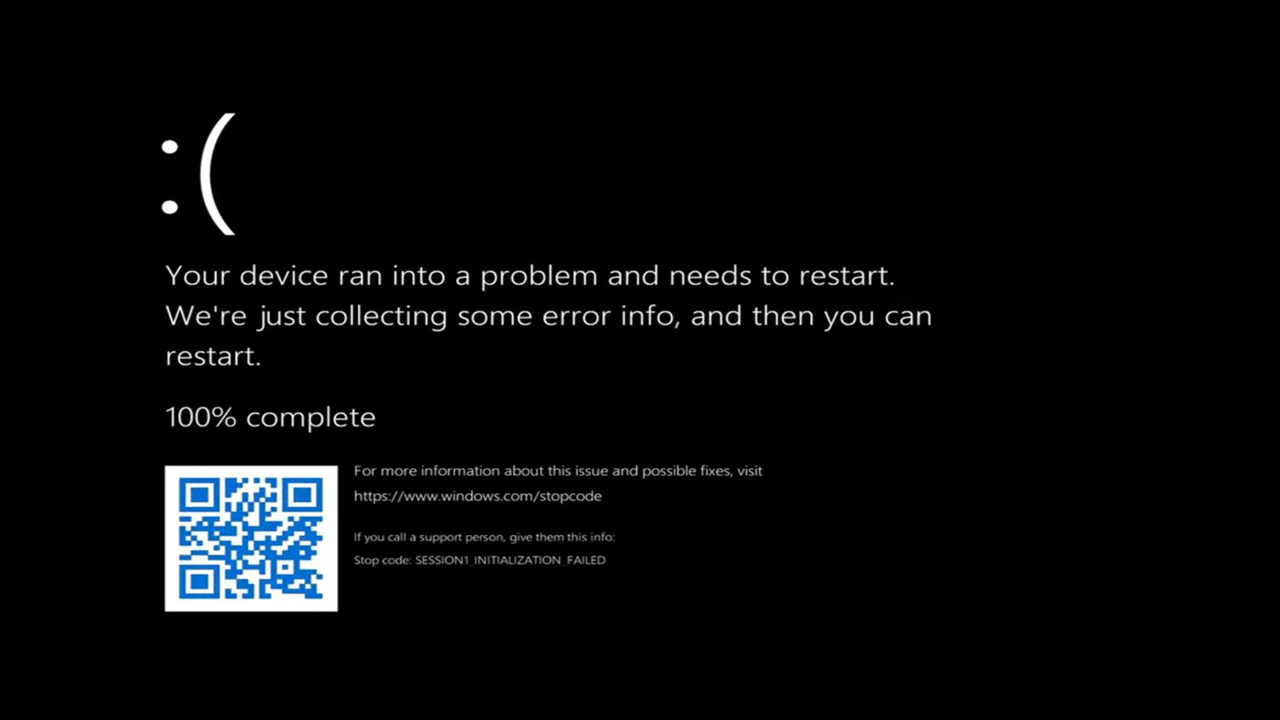 :(
Your device ran into a problem and needs to restart.
We're just collecting some error info, and then you can
restart.
100% complete
For more information about this issue and possible fixes, visit
https://www.windows.com/stopcode
If you call a support person, give them this info:
Stop code: SESSION1_INITIALIZATION_FAILED